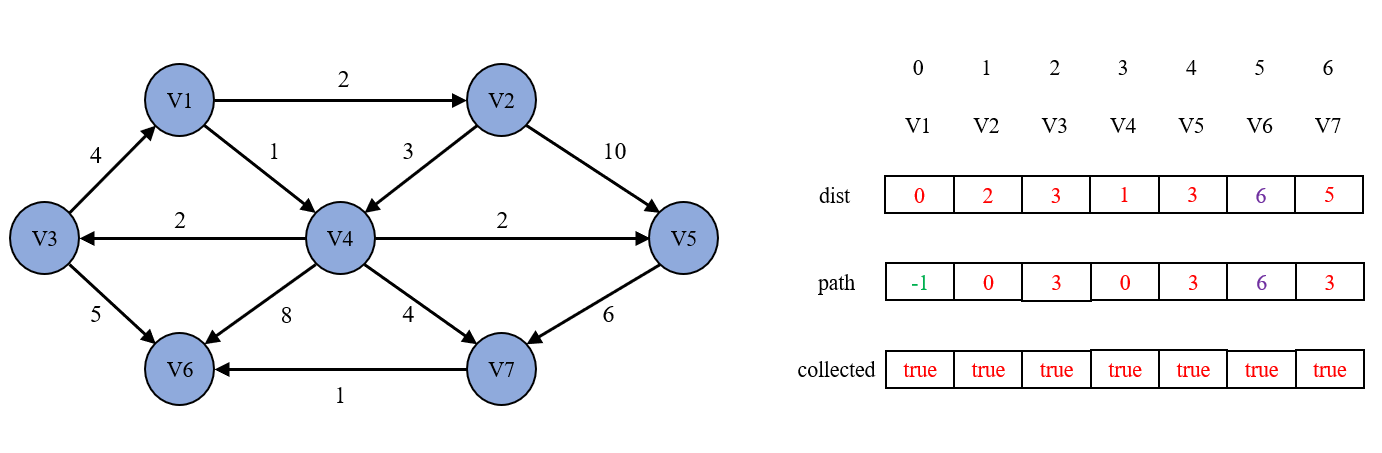 2
V1
V2
4
1
3
10
2
2
V3
V4
V5
5
8
4
6
V6
V7
1
0 1 2 3 4 5 6
V1 V2 V3 V4 V5 V6 V7
dist 0 2 3 1 3 6 5
path -1 0 3 0 3 6 3
collected true true true true true true true